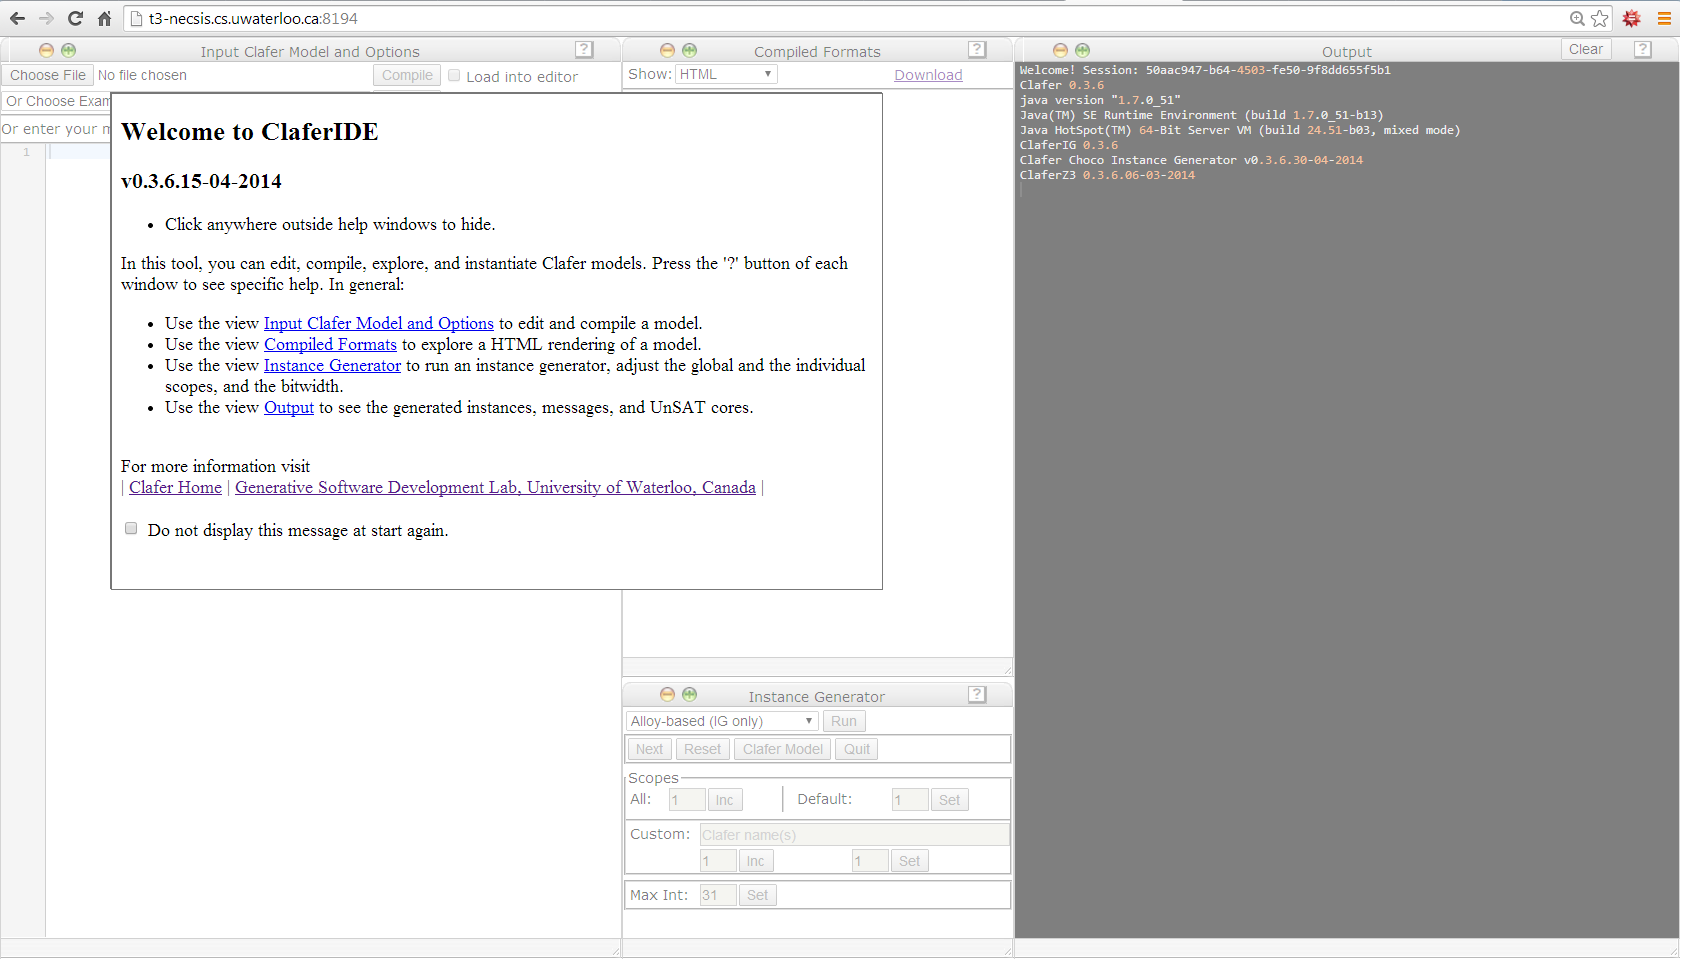 t3-necsis.cs.uwaterloo.ca:8194
Input Clafer Model and Options ?
Choose File No file chosen Compile Load into editor
Or Choose Exam
Or enter your m
1
Welcome to ClaferIDE
v0.3.6.15-04-2014
• Click anywhere outside help windows to hide.
In this tool, you can edit, compile, explore, and instantiate Clafer models. Press the '?' button of each
window to see specific help. In general:
• Use the view Input Clafer Model and Options to edit and compile a model.
• Use the view Compiled Formats to explore a HTML rendering of a model.
• Use the view Instance Generator to run an instance generator, adjust the global and the individual
scopes, and the bitwidth.
• Use the view Output to see the generated instances, messages, and UnSAT cores.
For more information visit
| Clafer Home | Generative Software Development Lab, University of Waterloo, Canada |
Do not display this message at start again.
Compiled Formats ?
Show: HTML Download
Instance Generator ?
Alloy-based (IG only) Run
Next Reset Clafer Model Quit
Scopes
All: 1 Inc Default: 1 Set
Custom: Clafer name(s)
1 Inc 1 Set
Max Int: 31 Set
Output Clear ?
Welcome! Session: 50aac947-b64-4503-fe50-9f8dd655f5b1
Clafer 0.3.6
java version "1.7.0_51"
Java(TM) SE Runtime Environment (build 1.7.0_51-b13)
Java HotSpot(TM) 64-Bit Server VM (build 24.51-b03, mixed mode)
ClaferIG 0.3.6
Clafer Choco Instance Generator v0.3.6.30-04-2014
ClaferZ3 0.3.6.06-03-2014